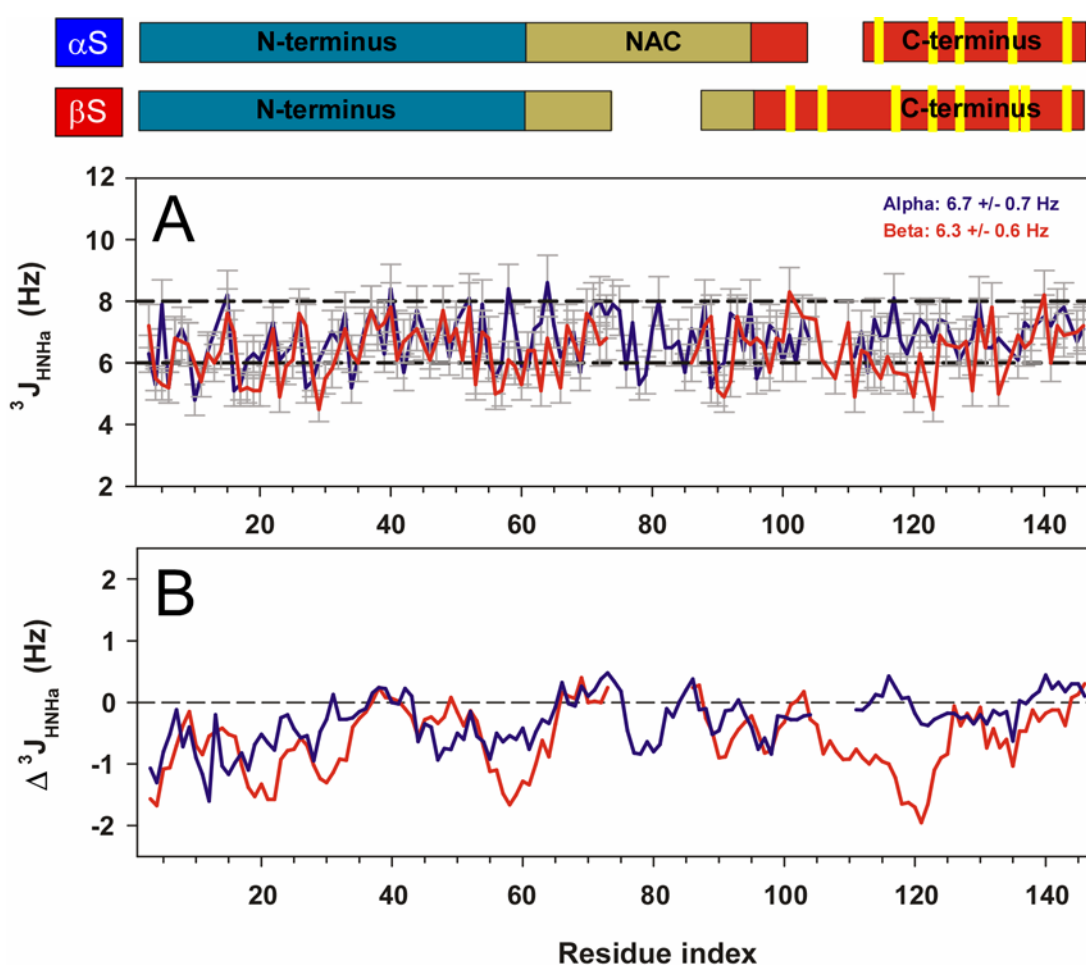 αS N-terminus NAC C-terminus
βS N-terminus C-terminus
A
Alpha: 6.7 +/- 0.7 Hz
Beta: 6.3 +/- 0.6 Hz
³J_HNHa (Hz)
12
10
8
6
4
2
20 40 60 80 100 120 140
B
Δ³J_HNHa (Hz)
2
1
0
-1
-2
20 40 60 80 100 120 140
Residue index